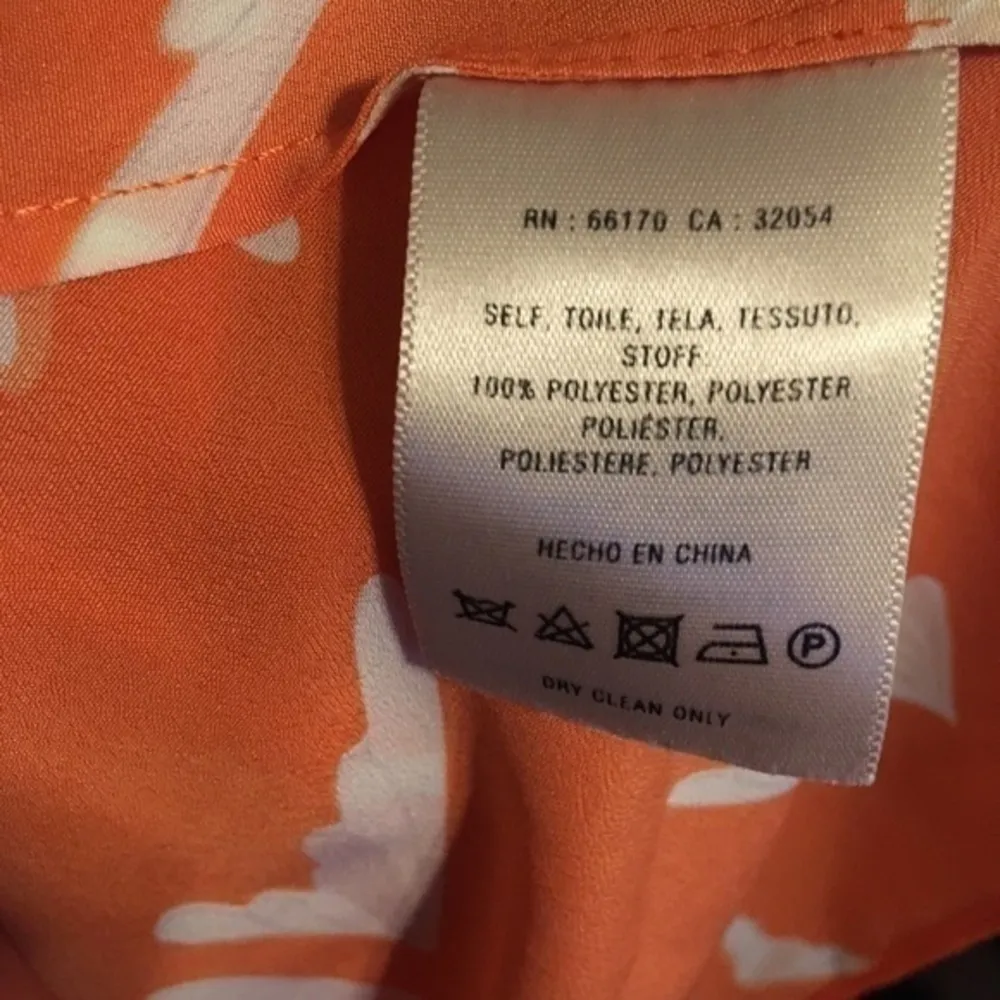 RN : 66170 CA : 32054
SELF, TOILE, TELA, TESSUTO,
STOFF
100% POLYESTER, POLYESTER
POLIÉSTER,
POLIESTERE, POLYESTER
HECHO EN CHINA
P
DRY CLEAN ONLY